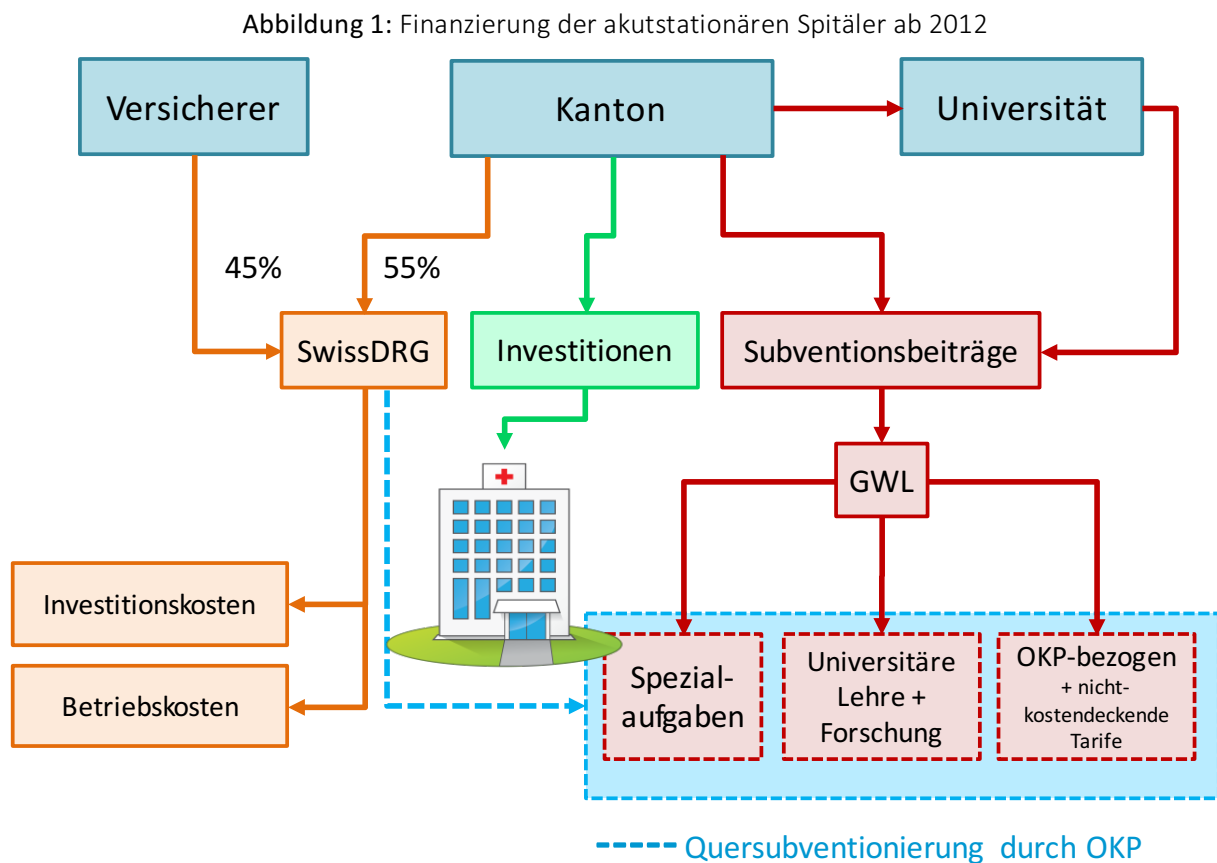 Abbildung 1: Finanzierung der akutstationären Spitäler ab 2012
Versicherer
Kanton
Universität
45%
55%
SwissDRG
Investitionen
Subventionsbeiträge
GWL
Investitionskosten
Betriebskosten
Spezial-
aufgaben
Universitäre
Lehre +
Forschung
OKP-bezogen
+ nicht-
kostendeckende
Tarife
Quersubventionierung durch OKP